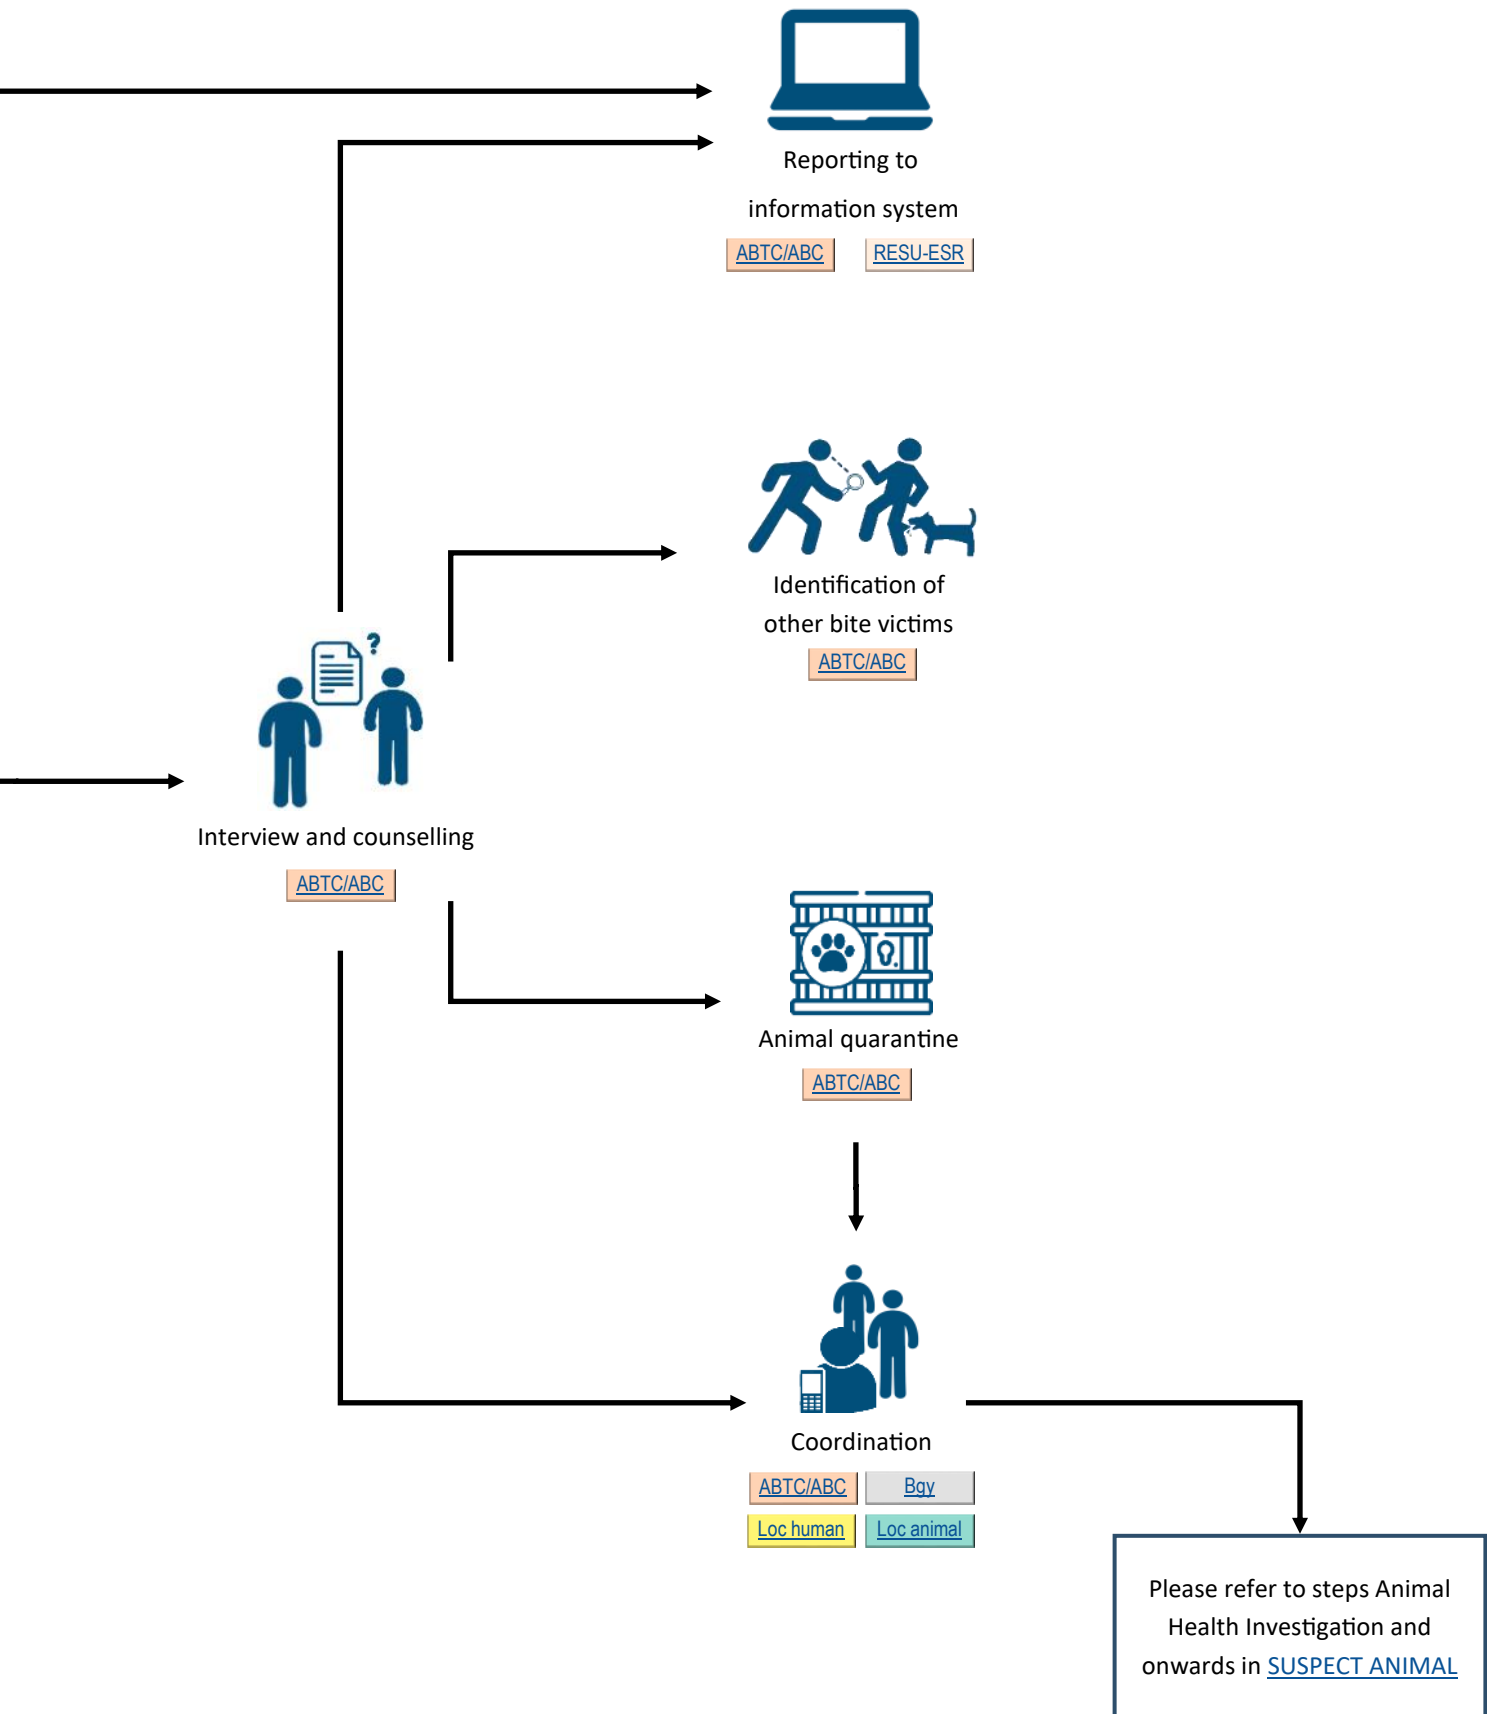 Reporting to
information system
ABTC/ABC
RESU-ESR
Identification of
other bite victims
ABTC/ABC
?
Interview and counselling
ABTC/ABC
Animal quarantine
ABTC/ABC
Coordination
ABTC/ABC
Bgy
Loc human
Loc animal
Please refer to steps Animal
Health Investigation and
onwards in SUSPECT ANIMAL